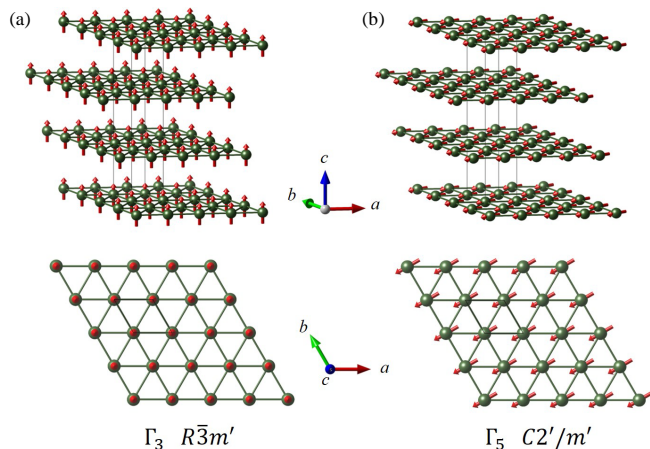 (a) (b)
c
b a
b
c a
Γ₃ R3̅m′ Γ₅ C2′/m′